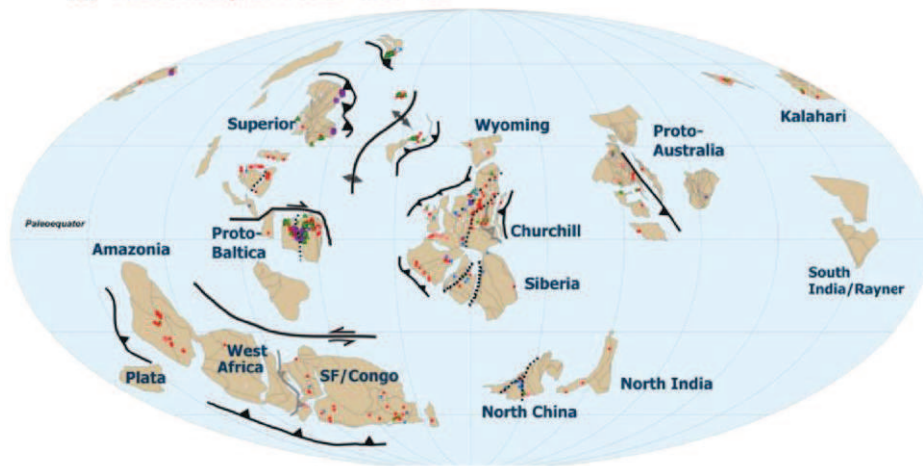 Superior
Wyoming
Proto-
Australia
Kalahari
Paleoequator
Proto-
Baltica
Churchill
Amazonia
Siberia
South
India/Rayner
West
Africa
SF/Congo
Plata
North China
North India